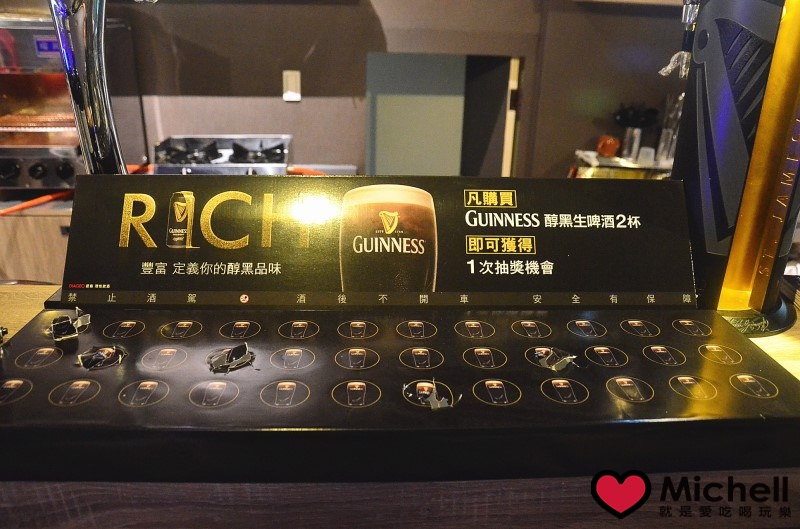 RICH
豐富 定義你的醇黑品味
GUINNESS
凡購買
GUINNESS 醇黑生啤酒2杯
即可獲得
1次抽獎機會
禁止酒駕 酒後不開車 安全有保障
ST. JAMES'S
Michell
就是愛吃喝玩樂